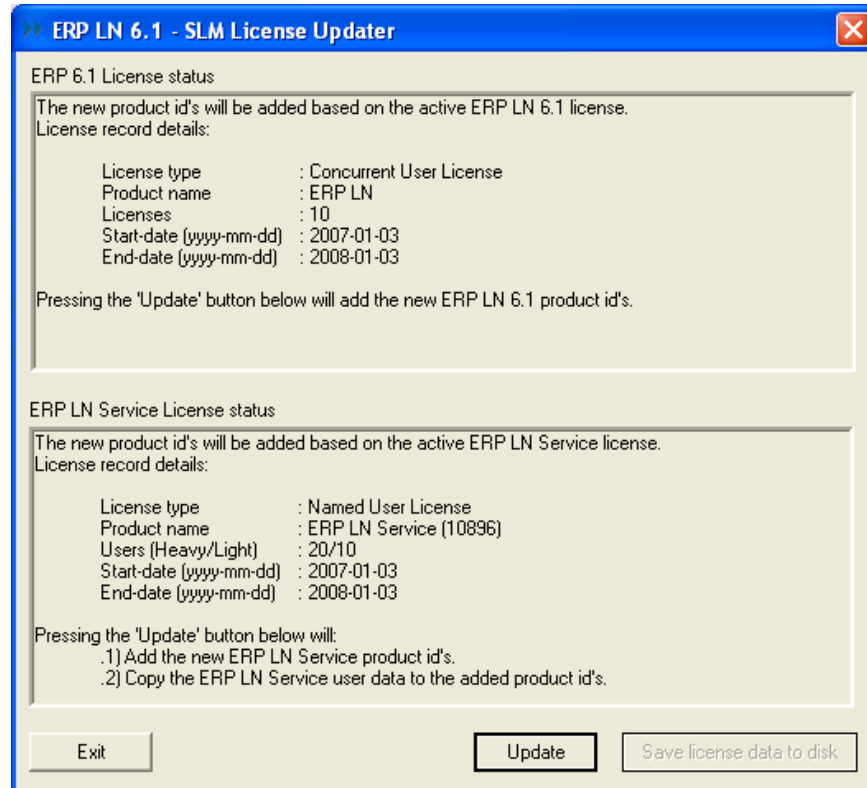 ERP LN 6.1 - SLM License Updater
ERP 6.1 License status
The new product id's will be added based on the active ERP LN 6.1 license.
License record details:
License type : Concurrent User License
Product name : ERP LN
Licenses : 10
Start-date (yyyy-mm-dd) : 2007-01-03
End-date (yyyy-mm-dd) : 2008-01-03
Pressing the 'Update' button below will add the new ERP LN 6.1 product id's.
ERP LN Service License status
The new product id's will be added based on the active ERP LN Service license.
License record details:
License type : Named User License
Product name : ERP LN Service (10896)
Users (Heavy/Light) : 20/10
Start-date (yyyy-mm-dd) : 2007-01-03
End-date (yyyy-mm-dd) : 2008-01-03
Pressing the 'Update' button below will:
.1) Add the new ERP LN Service product id's.
.2) Copy the ERP LN Service user data to the added product id's.
Exit Update Save license data to disk